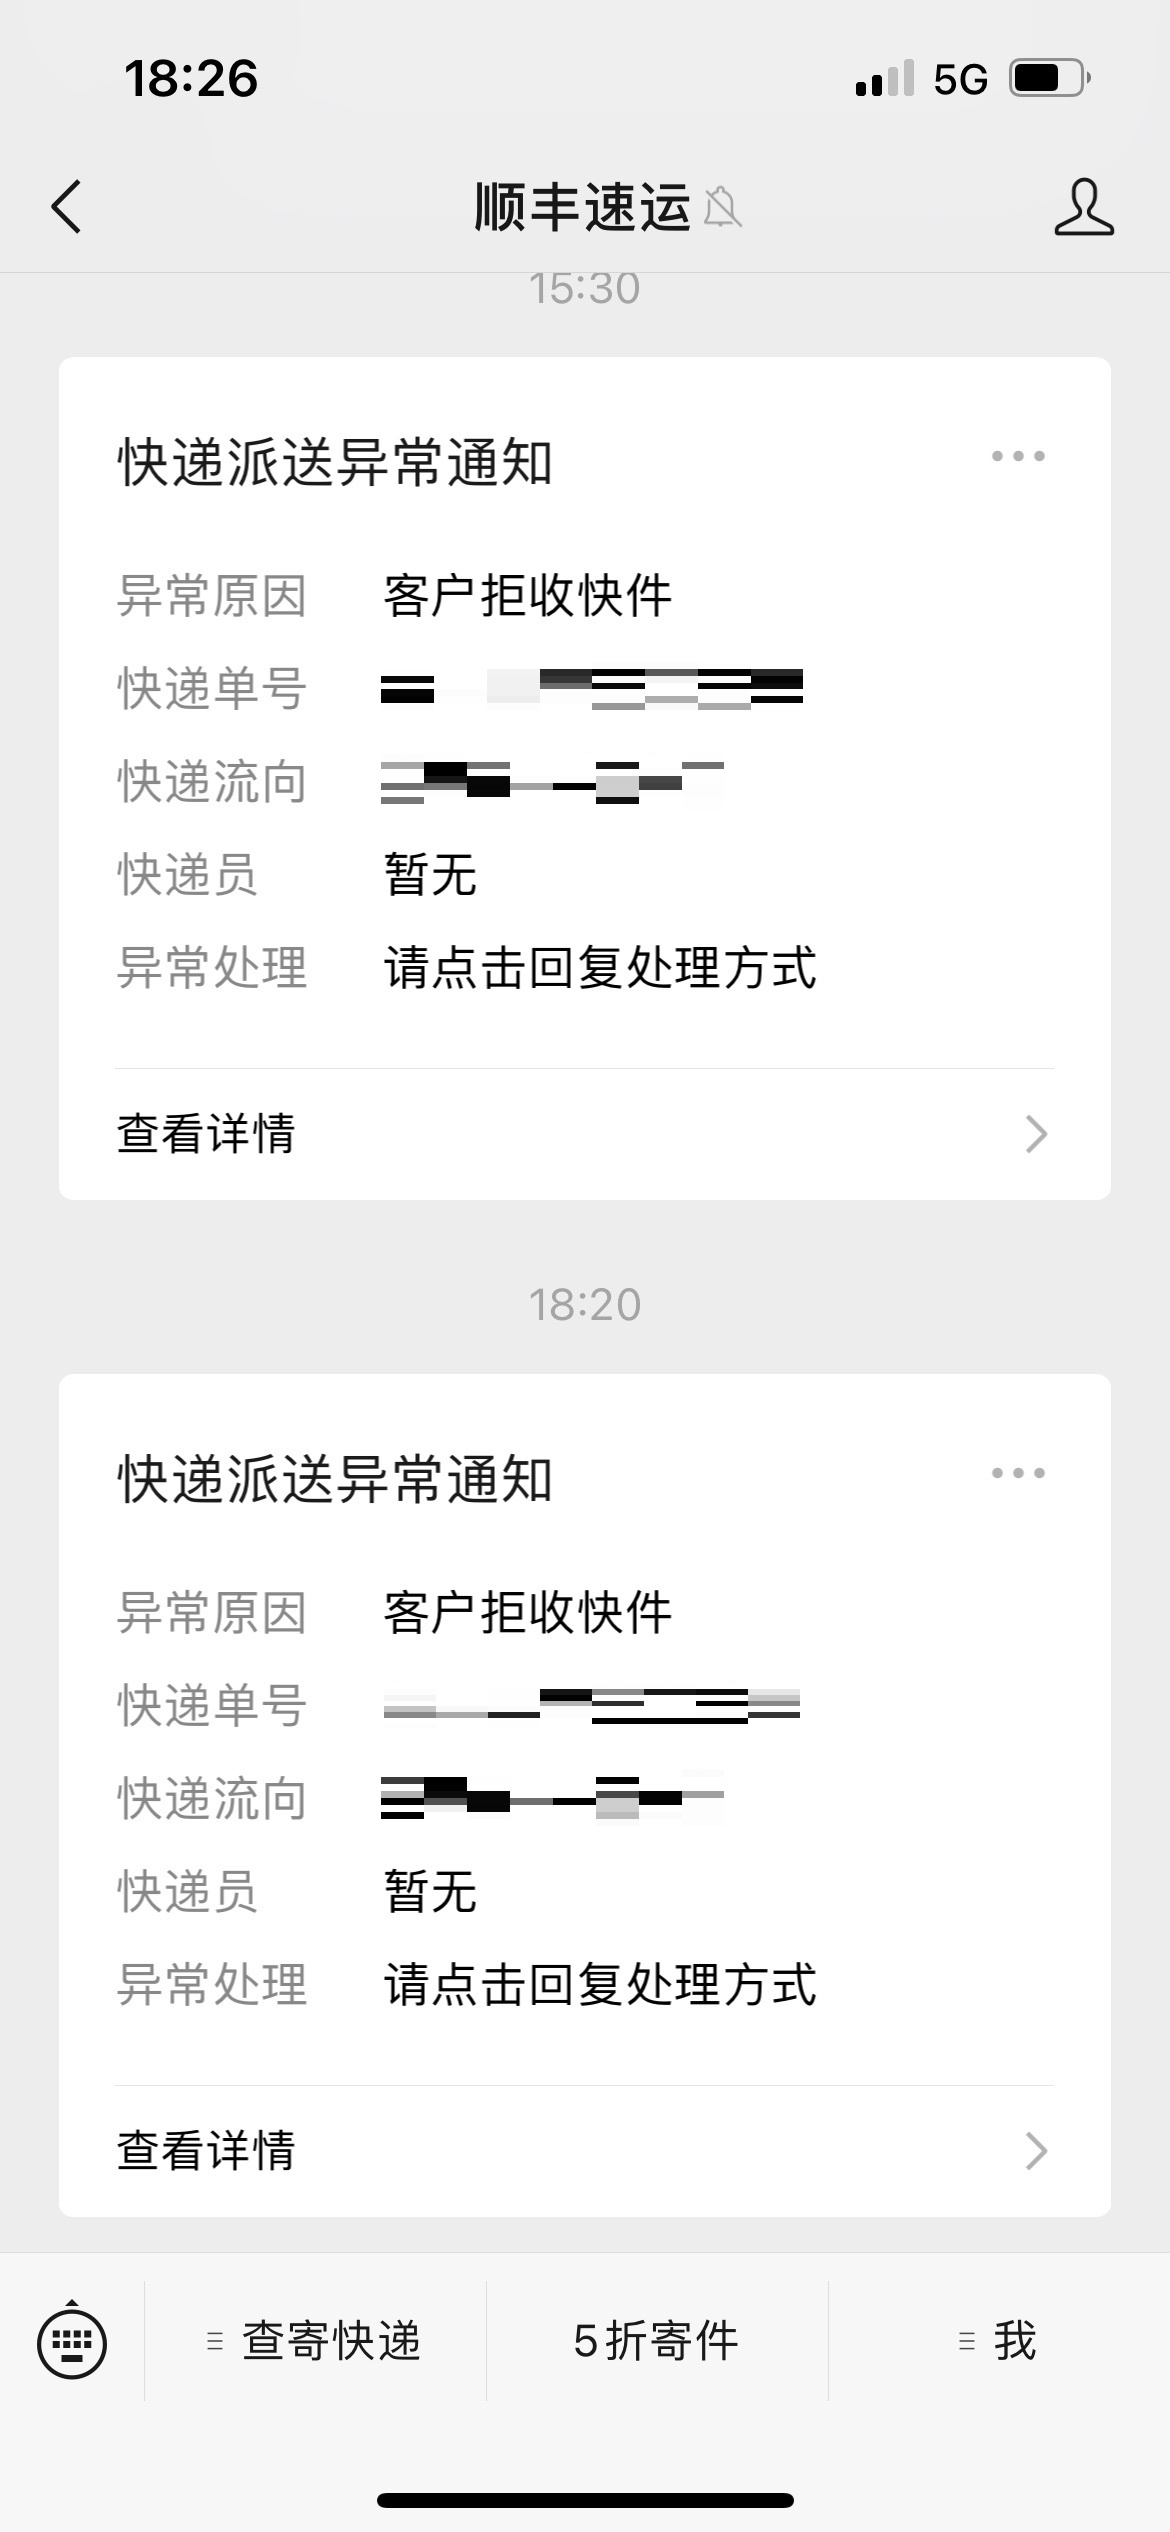 18:26
5G
顺丰速运
15:30
快递派送异常通知
异常原因 客户拒收快件
快递单号
快递流向
快递员 暂无
异常处理 请点击回复处理方式
查看详情
18:20
快递派送异常通知
异常原因 客户拒收快件
快递单号
快递流向
快递员 暂无
异常处理 请点击回复处理方式
查看详情
查寄快递 5折寄件 我